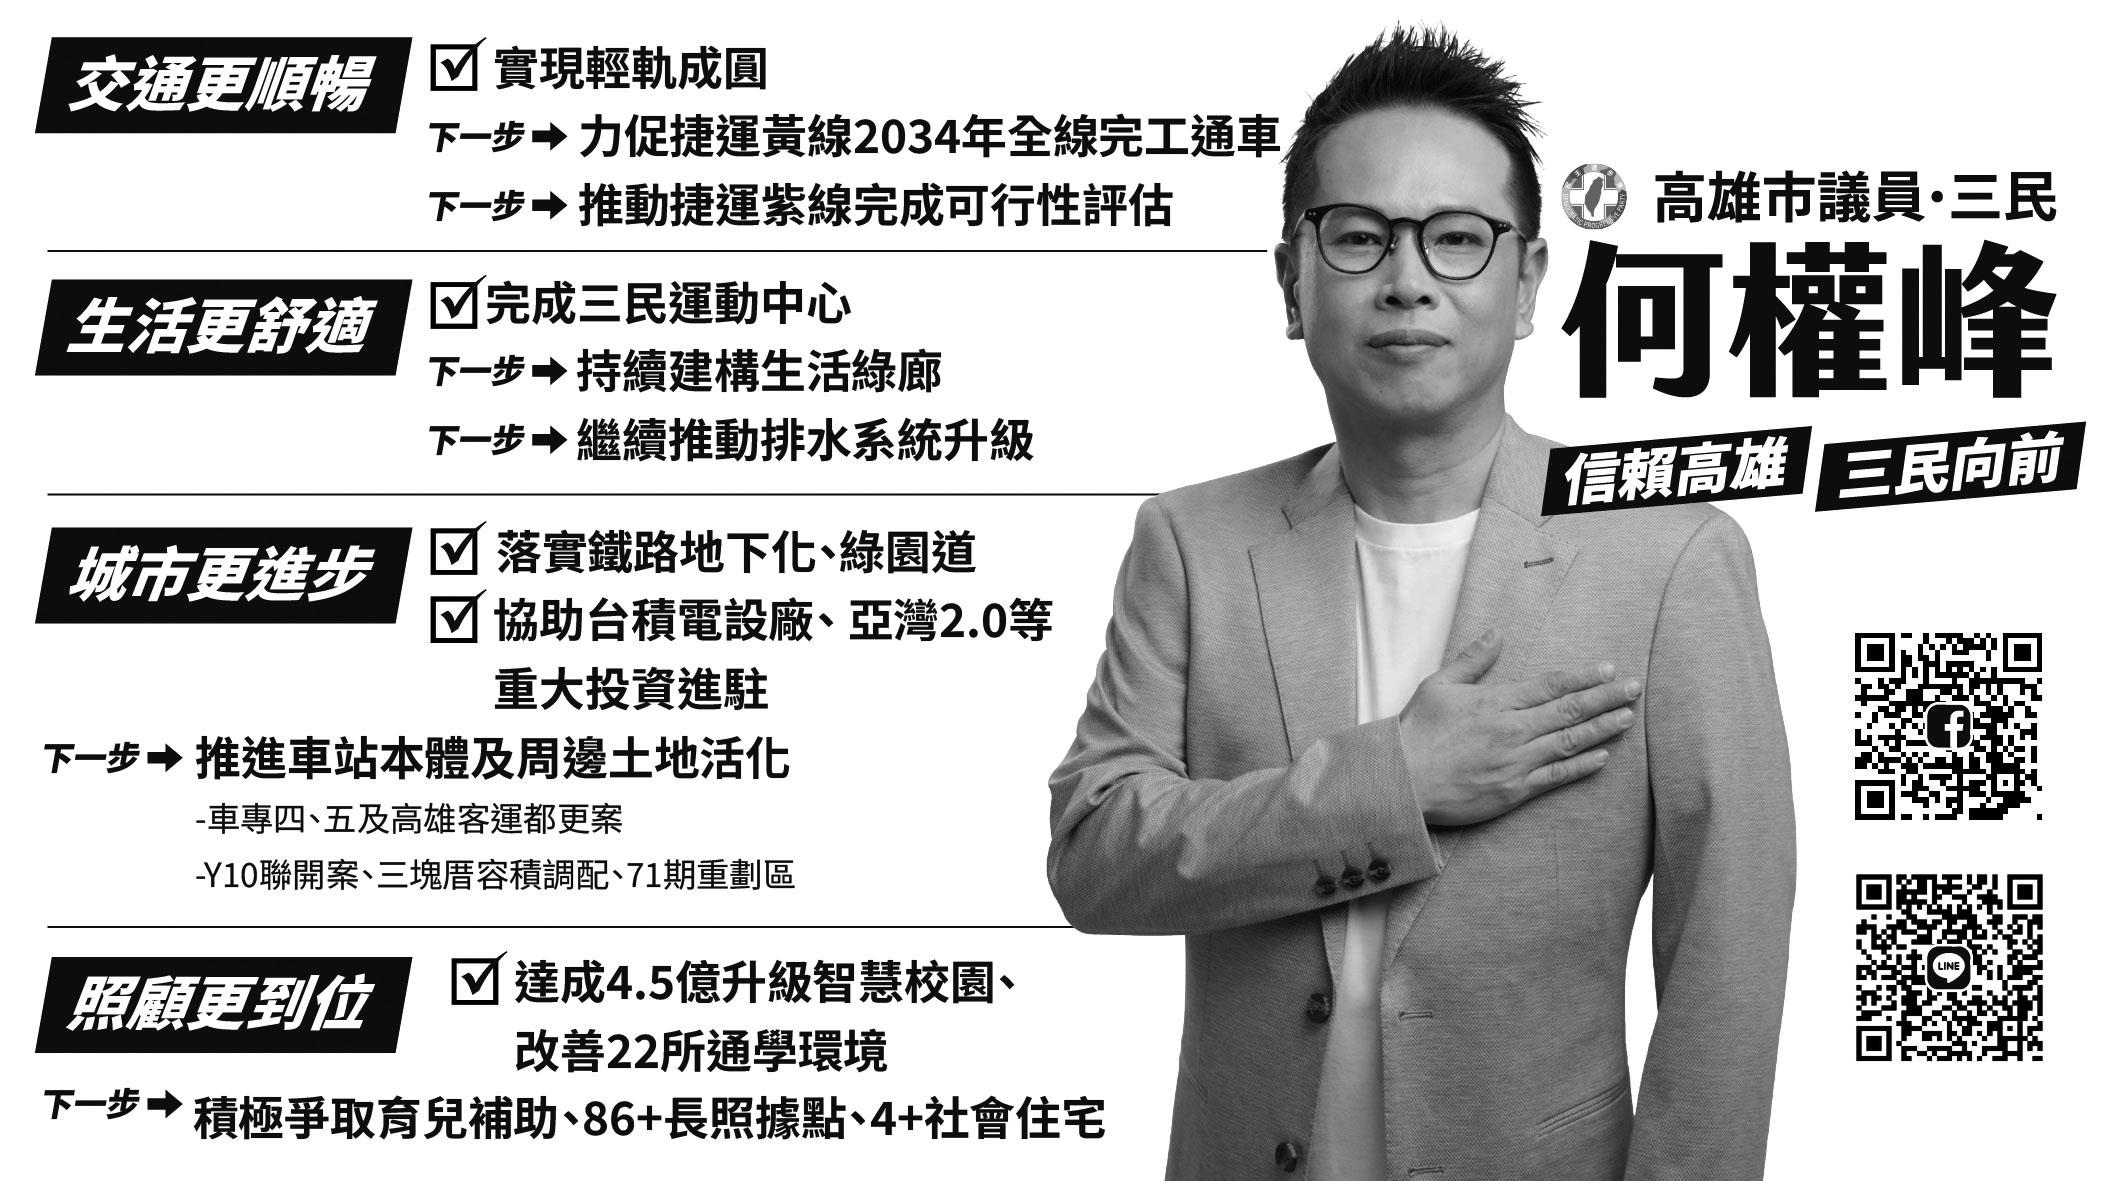 交通更順暢
實現輕軌成圓
下一步➡力促捷運黃線2034年全線完工通車
下一步➡推動捷運紫線完成可行性評估
生活更舒適
完成三民運動中心
下一步➡持續建構生活綠廊
下一步➡繼續推動排水系統升級
城市更進步
落實鐵路地下化、綠園道
協助台積電設廠、亞灣2.0等
重大投資進駐
下一步➡推進車站本體及周邊土地活化
-車專四、五及高雄客運都更案
-Y10聯開案、三塊厝容積調配、71期重劃區
照顧更到位
達成4.5億升級智慧校園、
改善22所通學環境
下一步➡積極爭取育兒補助、86+長照據點、4+社會住宅
高雄市議員·三民
何權峰
信賴高雄 三民向前
LINE